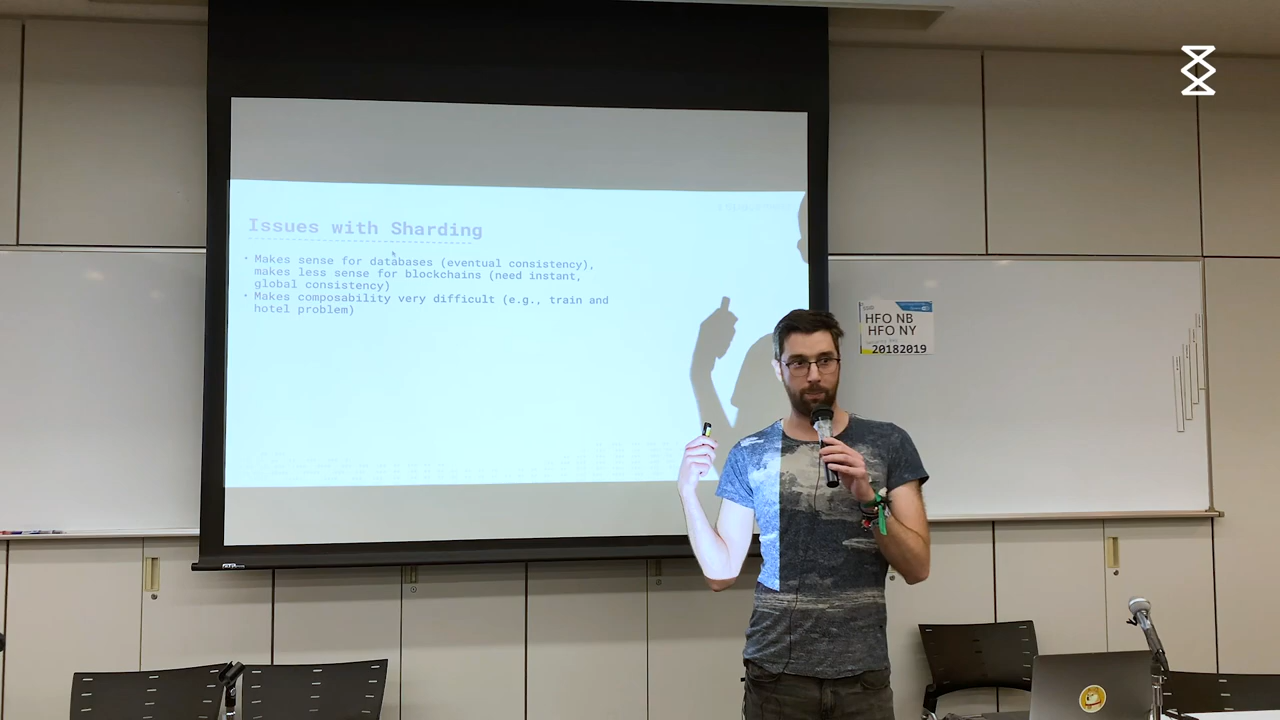 Issues with Sharding
• Makes sense for databases (eventual consistency),
makes less sense for blockchains (need instant,
global consistency)
• Makes composability very difficult (e.g., train and
hotel problem)
HFO NB
HFO NY
20182019